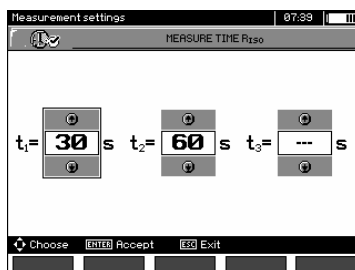 Measurement settings 07:39
MEASURE TIME RISO
t1= 30 s t2= 60 s t3= --- s
Choose ENTER Accept ESC Exit